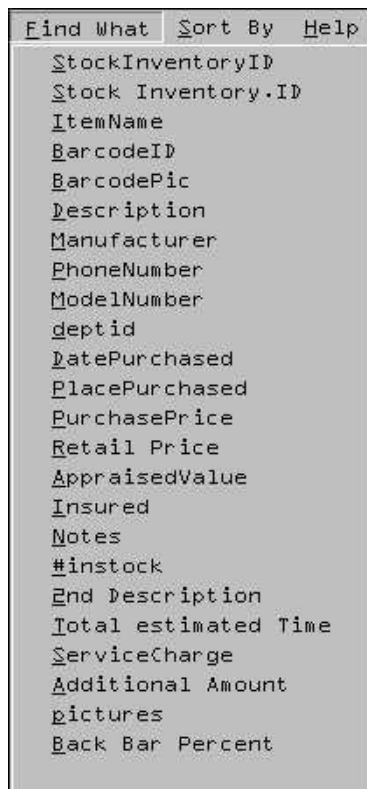 Find What Sort By Help
StockInventoryID
Stock Inventory.ID
ItemName
BarcodeID
BarcodePic
Description
Manufacturer
PhoneNumber
ModelNumber
deptid
DatePurchased
PlacePurchased
PurchasePrice
Retail Price
AppraisedValue
Insured
Notes
#instock
2nd Description
Total estimated Time
ServiceCharge
Additional Amount
pictures
Back Bar Percent